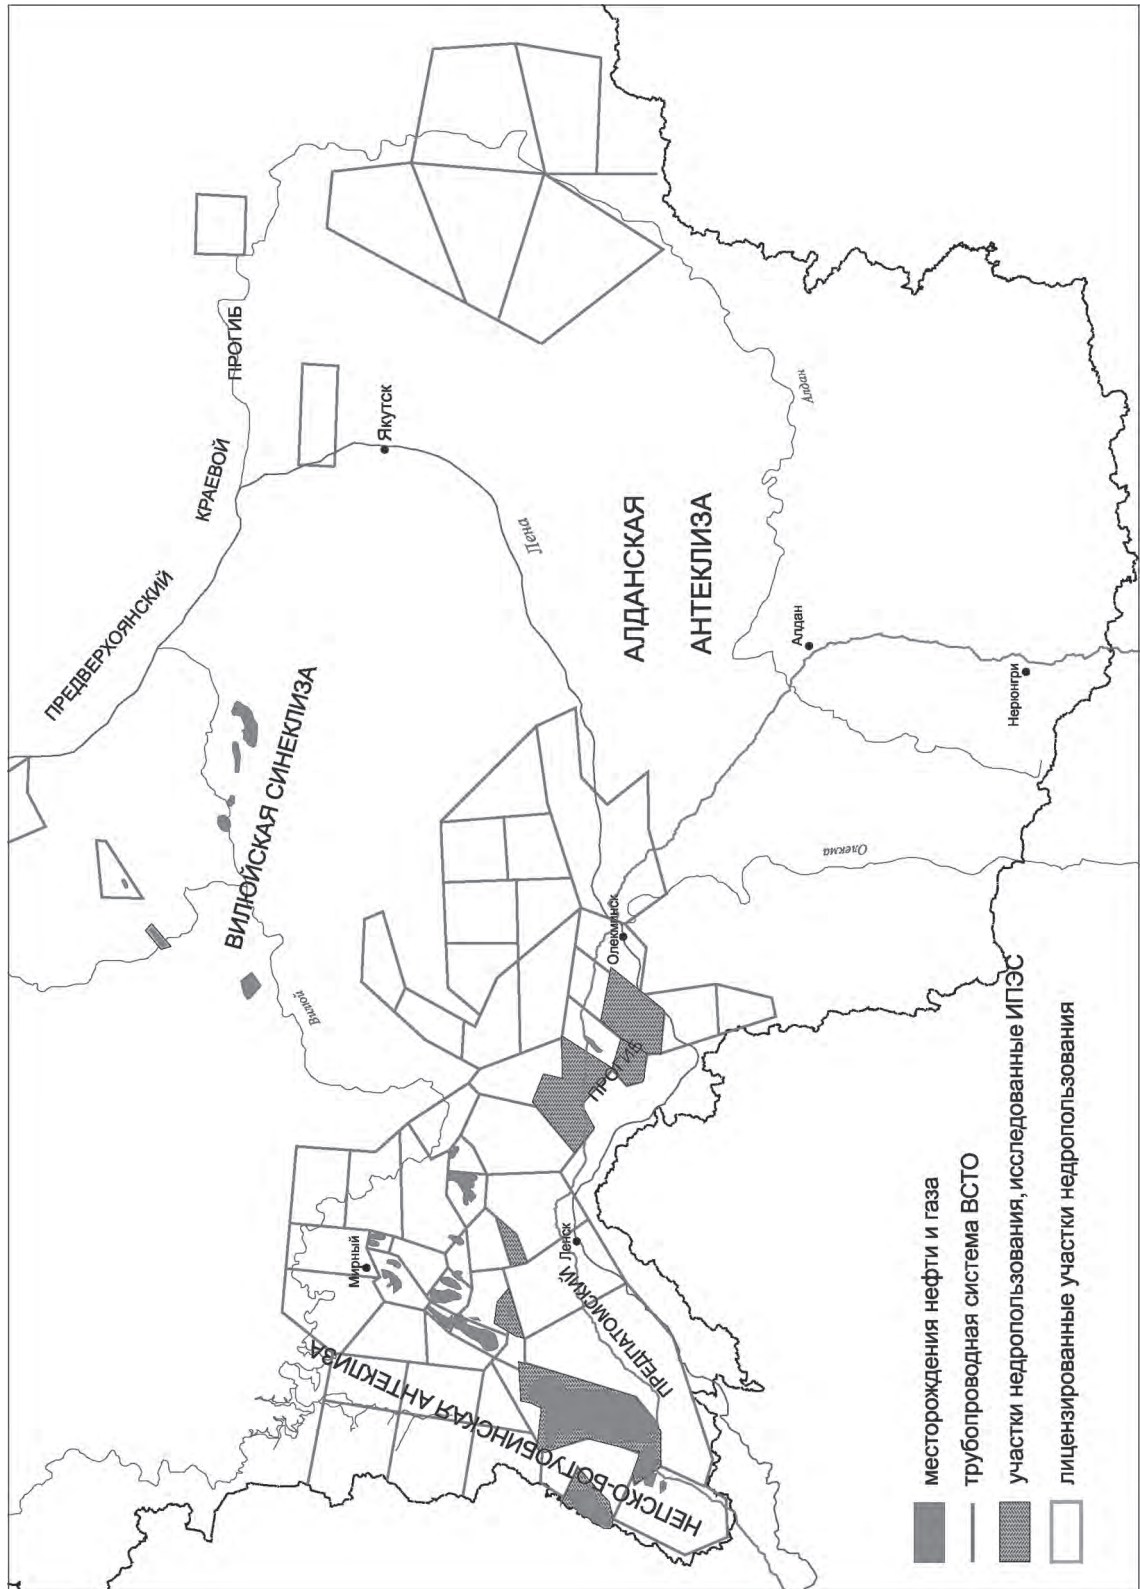 ПРЕДВЕРХОЯНСКИЙ
КРАЕВОЙ
ПРОГИБ
ВИЛЮЙСКАЯ СИНЕКЛИЗА
Вилюй
Якутск
Лена
АЛДАНСКАЯ
АНТЕКЛИЗА
Алдан
Алдан
Нерюнгри
Олекма
Олекминск
ПРОГИБ
Мирный
Ленск
ПРЕДПАТОМСКИЙ
НЕПСКО-БОТУОБИНСКАЯ АНТЕКЛИЗА
месторождения нефти и газа
трубопроводная система ВСТО
участки недропользования, исследованные ИПЭС
лицензированные участки недропользования